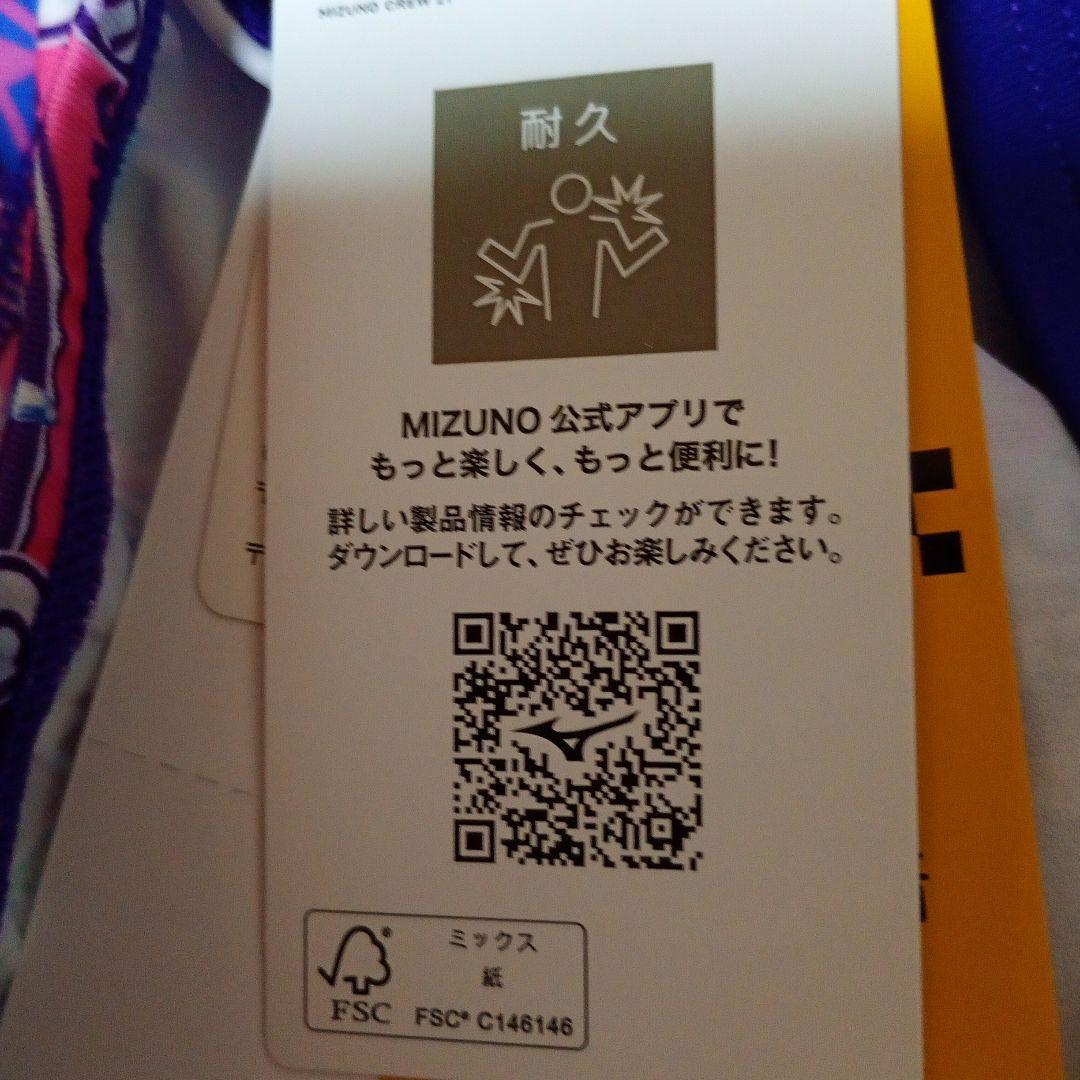 MIZUNO CREW 21
耐久
MIZUNO 公式アプリで
もっと楽しく、もっと便利に!
詳しい製品情報のチェックができます。
ダウンロードして、ぜひお楽しみください。
ミックス
紙
FSC
FSC® C146146